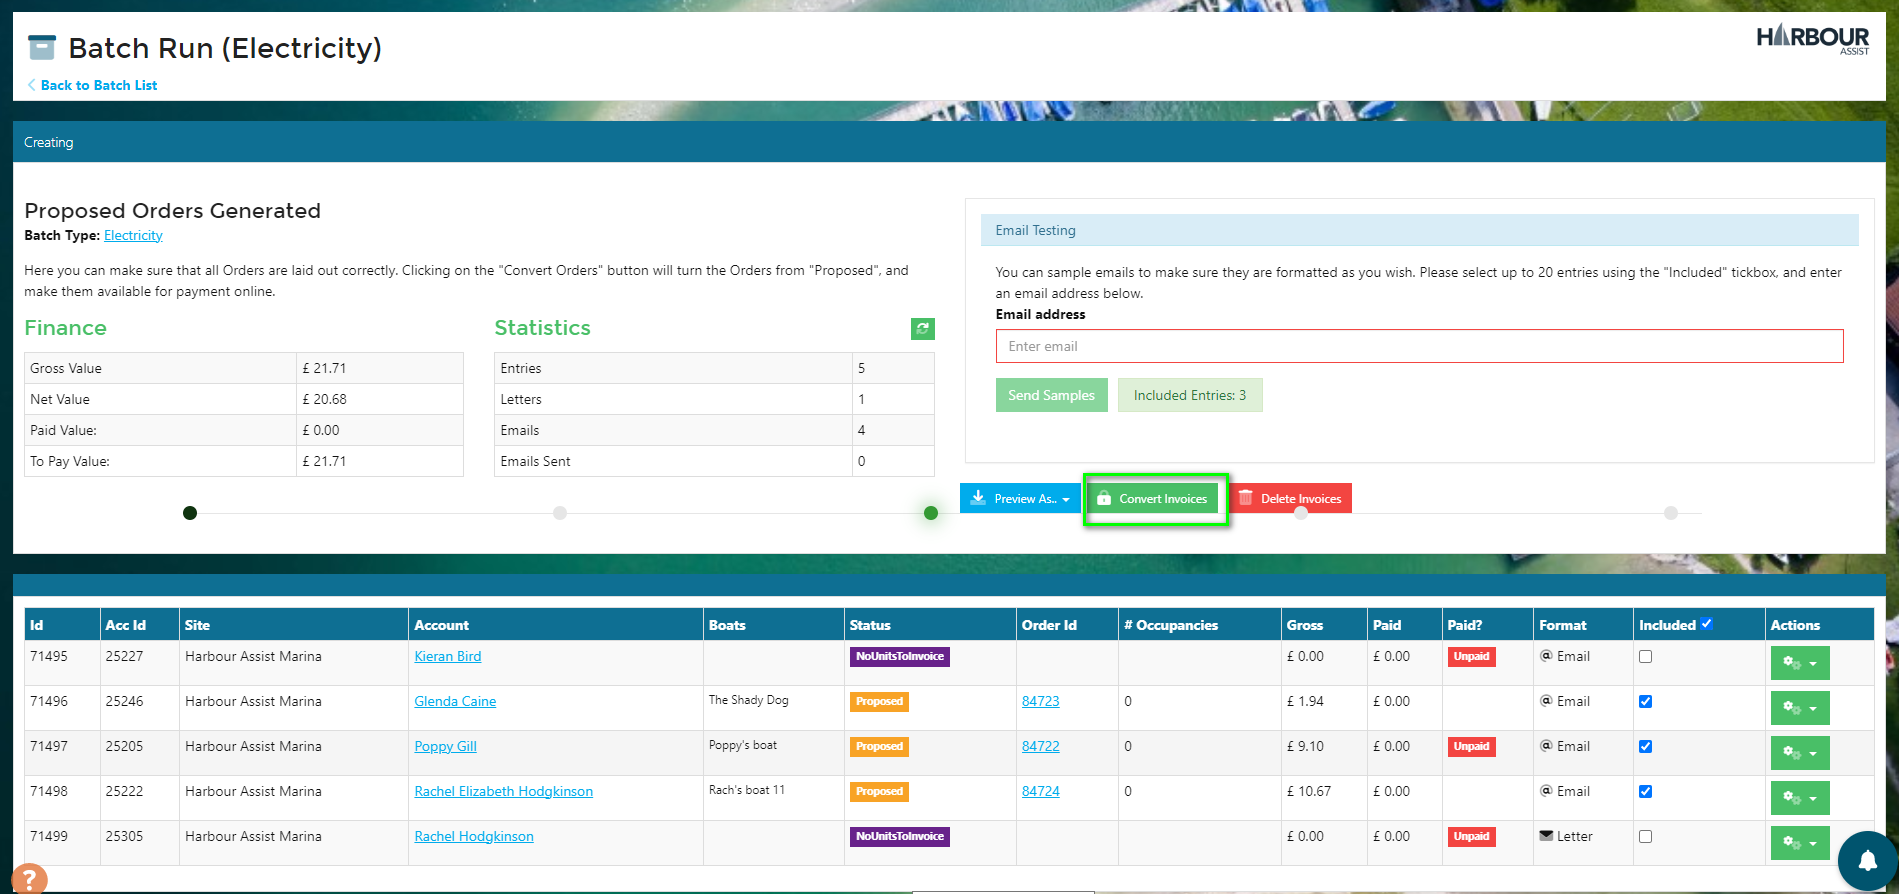 Batch Run (Electricity)
HARBOUR
ASSIST
Back to Batch List
Creating
Proposed Orders Generated
Batch Type: Electricity
Here you can make sure that all Orders are laid out correctly. Clicking on the "Convert Orders" button will turn the Orders from "Proposed", and
make them available for payment online.
Finance
Gross Value £ 21.71
Net Value £ 20.68
Paid Value: £ 0.00
To Pay Value: £ 21.71
Statistics
Entries 5
Letters 1
Emails 4
Emails Sent 0
Email Testing
You can sample emails to make sure they are formatted as you wish. Please select up to 20 entries using the "Included" tickbox, and enter
an email address below.
Email address
Enter email
Send Samples Included Entries: 3
Preview As.. Convert Invoices Delete Invoices
Id Acc Id Site Account Boats Status Order Id # Occupancies Gross Paid Paid? Format Included Actions
71495 25227 Harbour Assist Marina Kieran Bird NoUnitsToInvoice £ 0.00 £ 0.00 Unpaid @ Email
71496 25246 Harbour Assist Marina Glenda Caine The Shady Dog Proposed 84723 0 £ 1.94 £ 0.00 @ Email
71497 25205 Harbour Assist Marina Poppy Gill Poppy's boat Proposed 84722 0 £ 9.10 £ 0.00 Unpaid @ Email
71498 25222 Harbour Assist Marina Rachel Elizabeth Hodgkinson Rach's boat 11 Proposed 84724 0 £ 10.67 £ 0.00 @ Email
71499 25305 Harbour Assist Marina Rachel Hodgkinson NoUnitsToInvoice £ 0.00 £ 0.00 Unpaid Letter
?